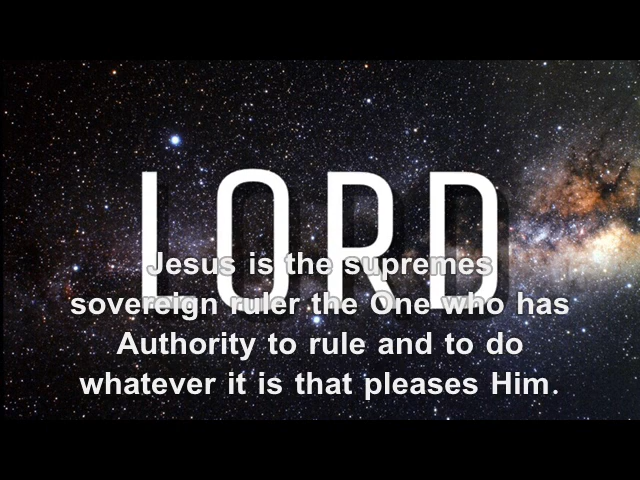 LORD
Jesus is the supremes
sovereign ruler the One who has
Authority to rule and to do
whatever it is that pleases Him.